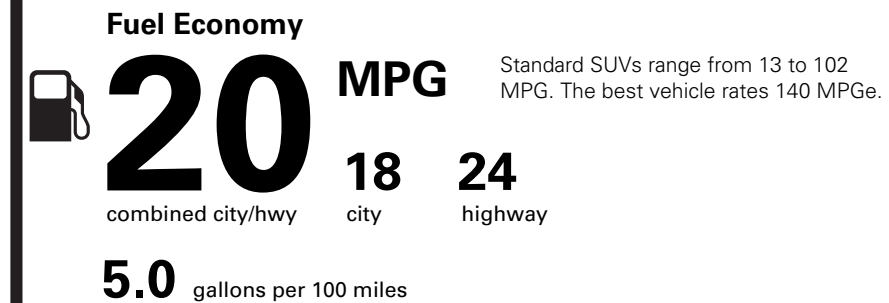 Fuel Economy
20 MPG
Standard SUVs range from 13 to 102
MPG. The best vehicle rates 140 MPGe.
18 24
combined city/hwy city highway
5.0 gallons per 100 miles